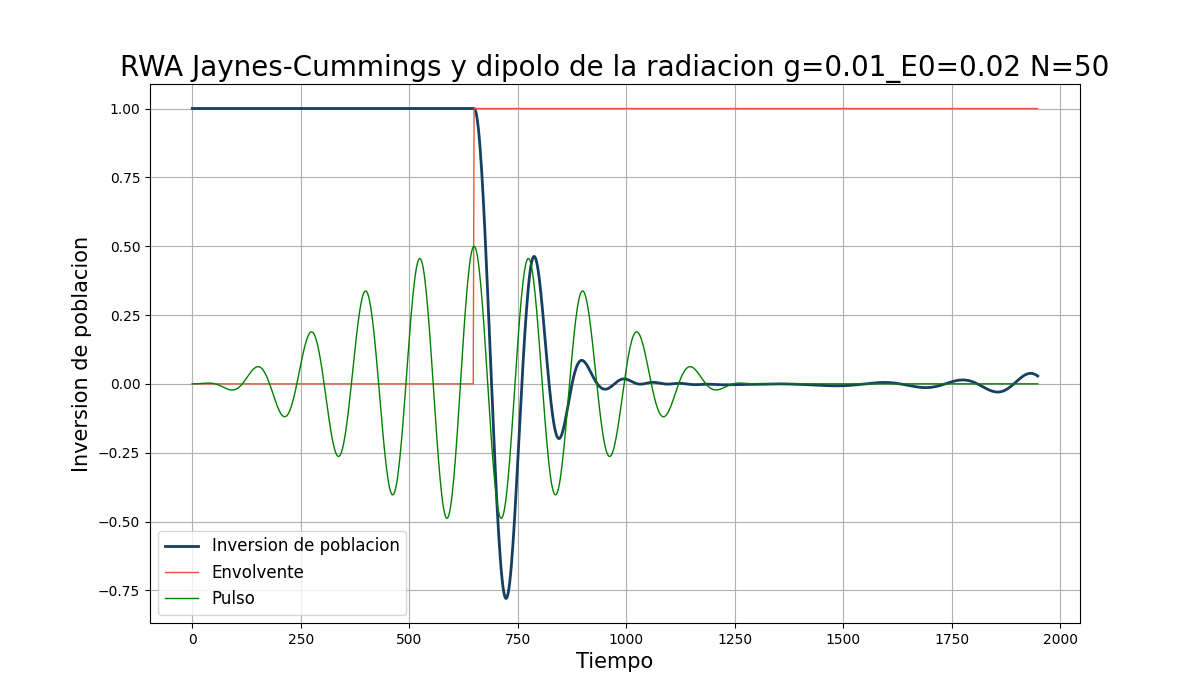 RWA Jaynes-Cummings y dipolo de la radiacion g=0.01_E0=0.02 N=50
Inversion de poblacion
1.00
0.75
0.50
0.25
0.00
−0.25
−0.50
−0.75
Inversion de poblacion
Envolvente
Pulso
0 250 500 750 1000 1250 1500 1750 2000
Tiempo